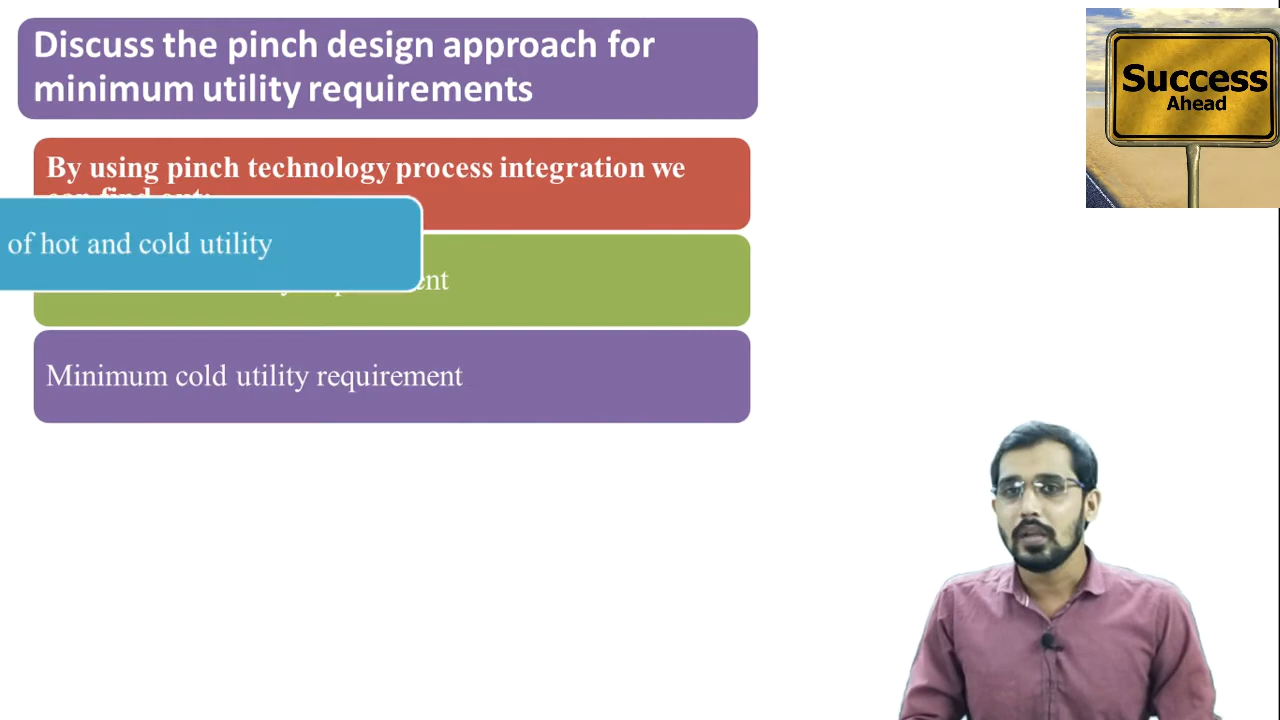 Discuss the pinch design approach for
minimum utility requirements
By using pinch technology process integration we
of hot and cold utility
Minimum cold utility requirement
Success
Ahead